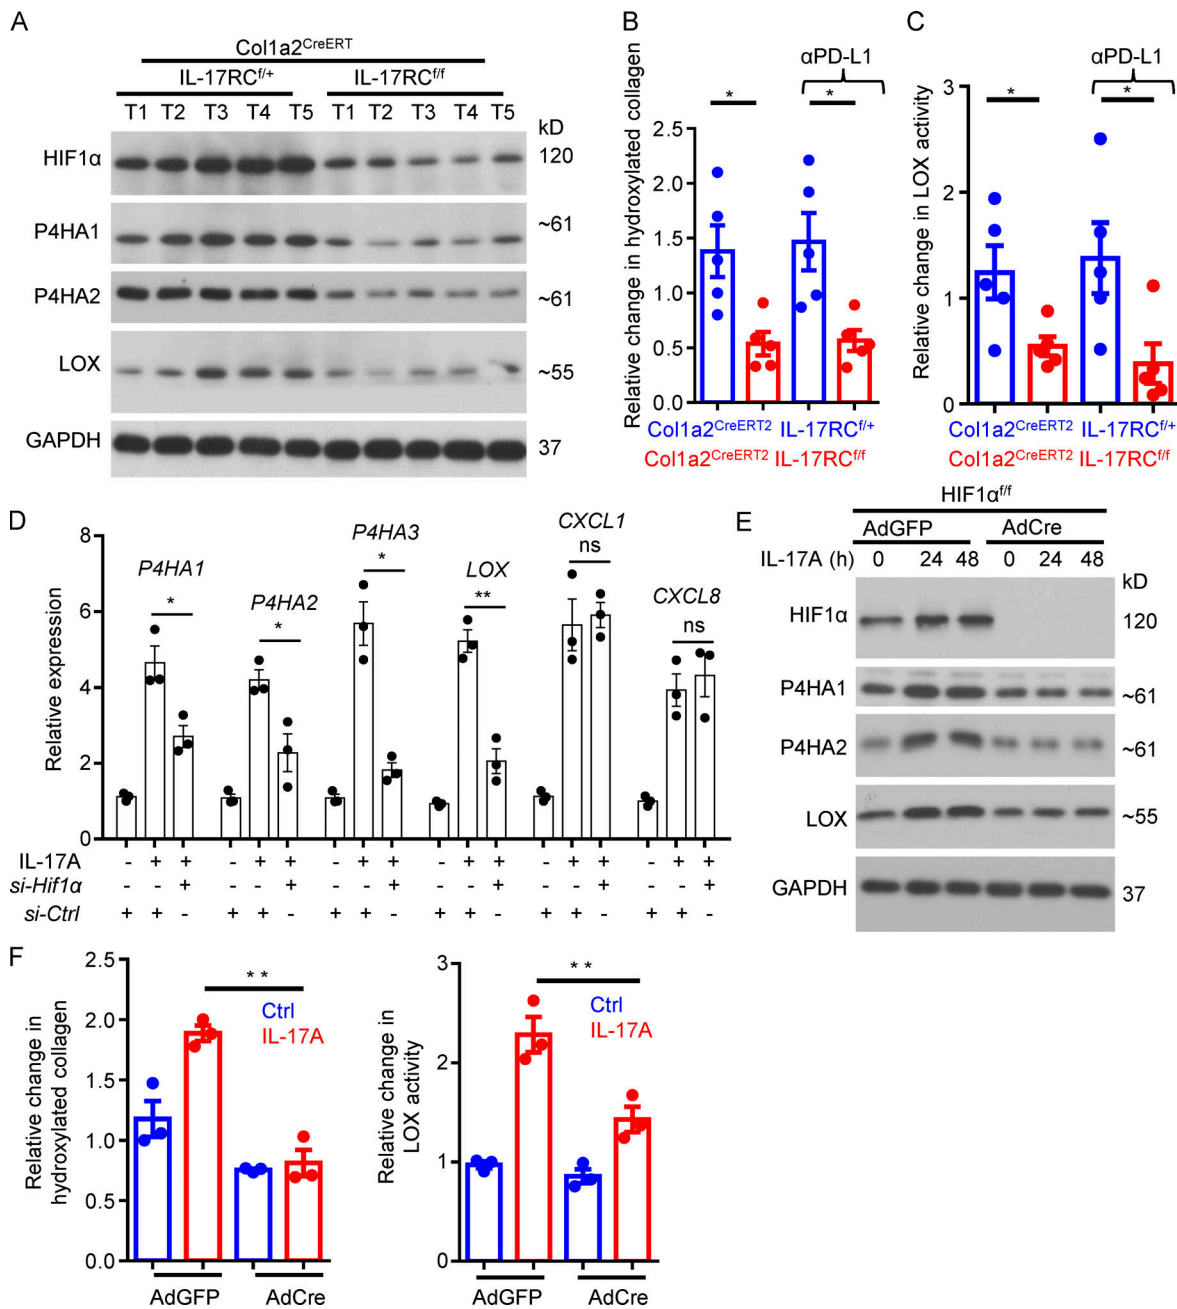 A
Col1a2CreERT
IL-17RCf/+ IL-17RCf/f
T1 T2 T3 T4 T5 T1 T2 T3 T4 T5
kD
HIF1α 120
P4HA1 ~61
P4HA2 ~61
LOX ~55
GAPDH 37
B
αPD-L1
* *
Relative change in hydroxylated collagen
2.5
2.0
1.5
1.0
0.5
0.0
Col1a2CreERT2 IL-17RCf/+
Col1a2CreERT2 IL-17RCf/f
C
αPD-L1
* *
Relative change in LOX activity
3
2
1
0
Col1a2CreERT2 IL-17RCf/+
Col1a2CreERT2 IL-17RCf/f
D
Relative expression
8
6
4
2
0
P4HA1
*
P4HA2
*
P4HA3
*
LOX
**
CXCL1
ns
CXCL8
ns
IL-17A - + + - + + - + + - + + - + + - + +
si-Hif1α - - + - - + - - + - - + - - + - - +
si-Ctrl + + - + + - + + - + + - + + - + + -
E
HIF1αf/f
AdGFP AdCre
IL-17A (h) 0 24 48 0 24 48
kD
HIF1α 120
P4HA1 ~61
P4HA2 ~61
LOX ~55
GAPDH 37
F
Relative change in
hydroxylated collagen
2.5
2.0
1.5
1.0
0.5
0.0
**
Ctrl
IL-17A
AdGFP AdCre
Relative change in
LOX activity
3
2
1
0
**
Ctrl
IL-17A
AdGFP AdCre